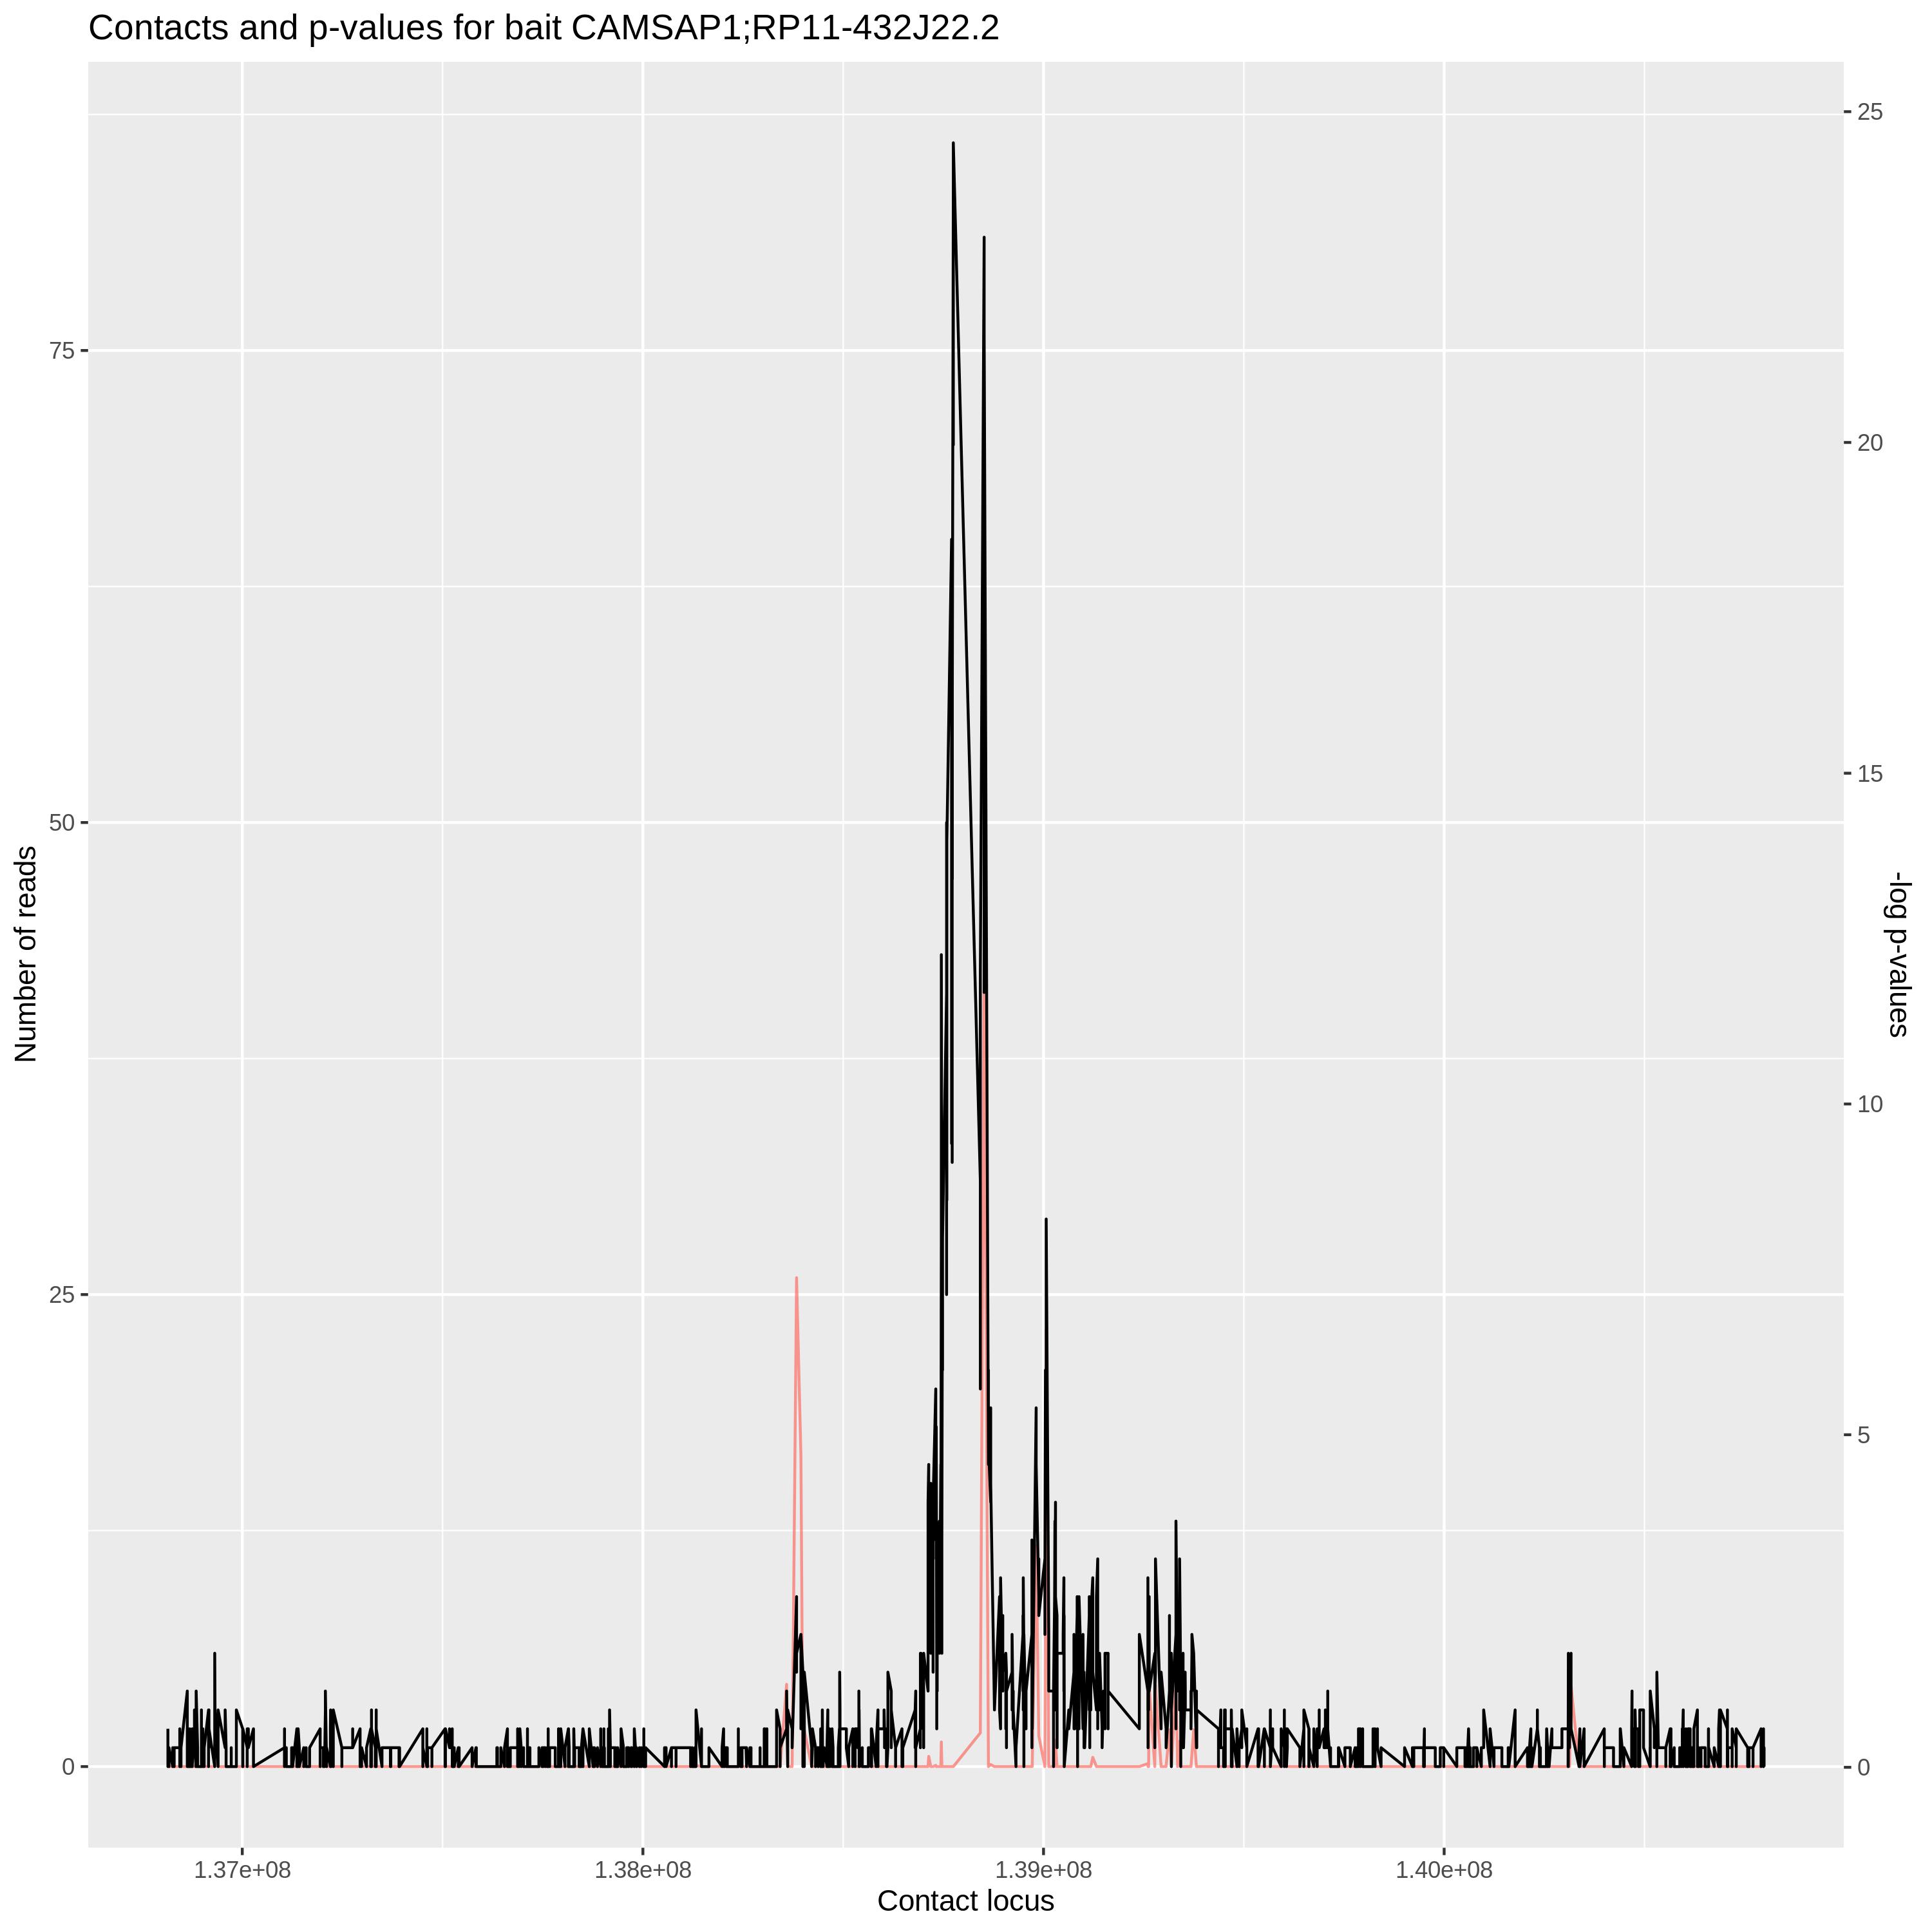 Contacts and p-values for bait CAMSAP1;RP11-432J22.2
Number of reads
75
50
25
0
25
20
15
10
5
0
-log p-values
1.37e+08
1.38e+08
1.39e+08
1.40e+08
Contact locus